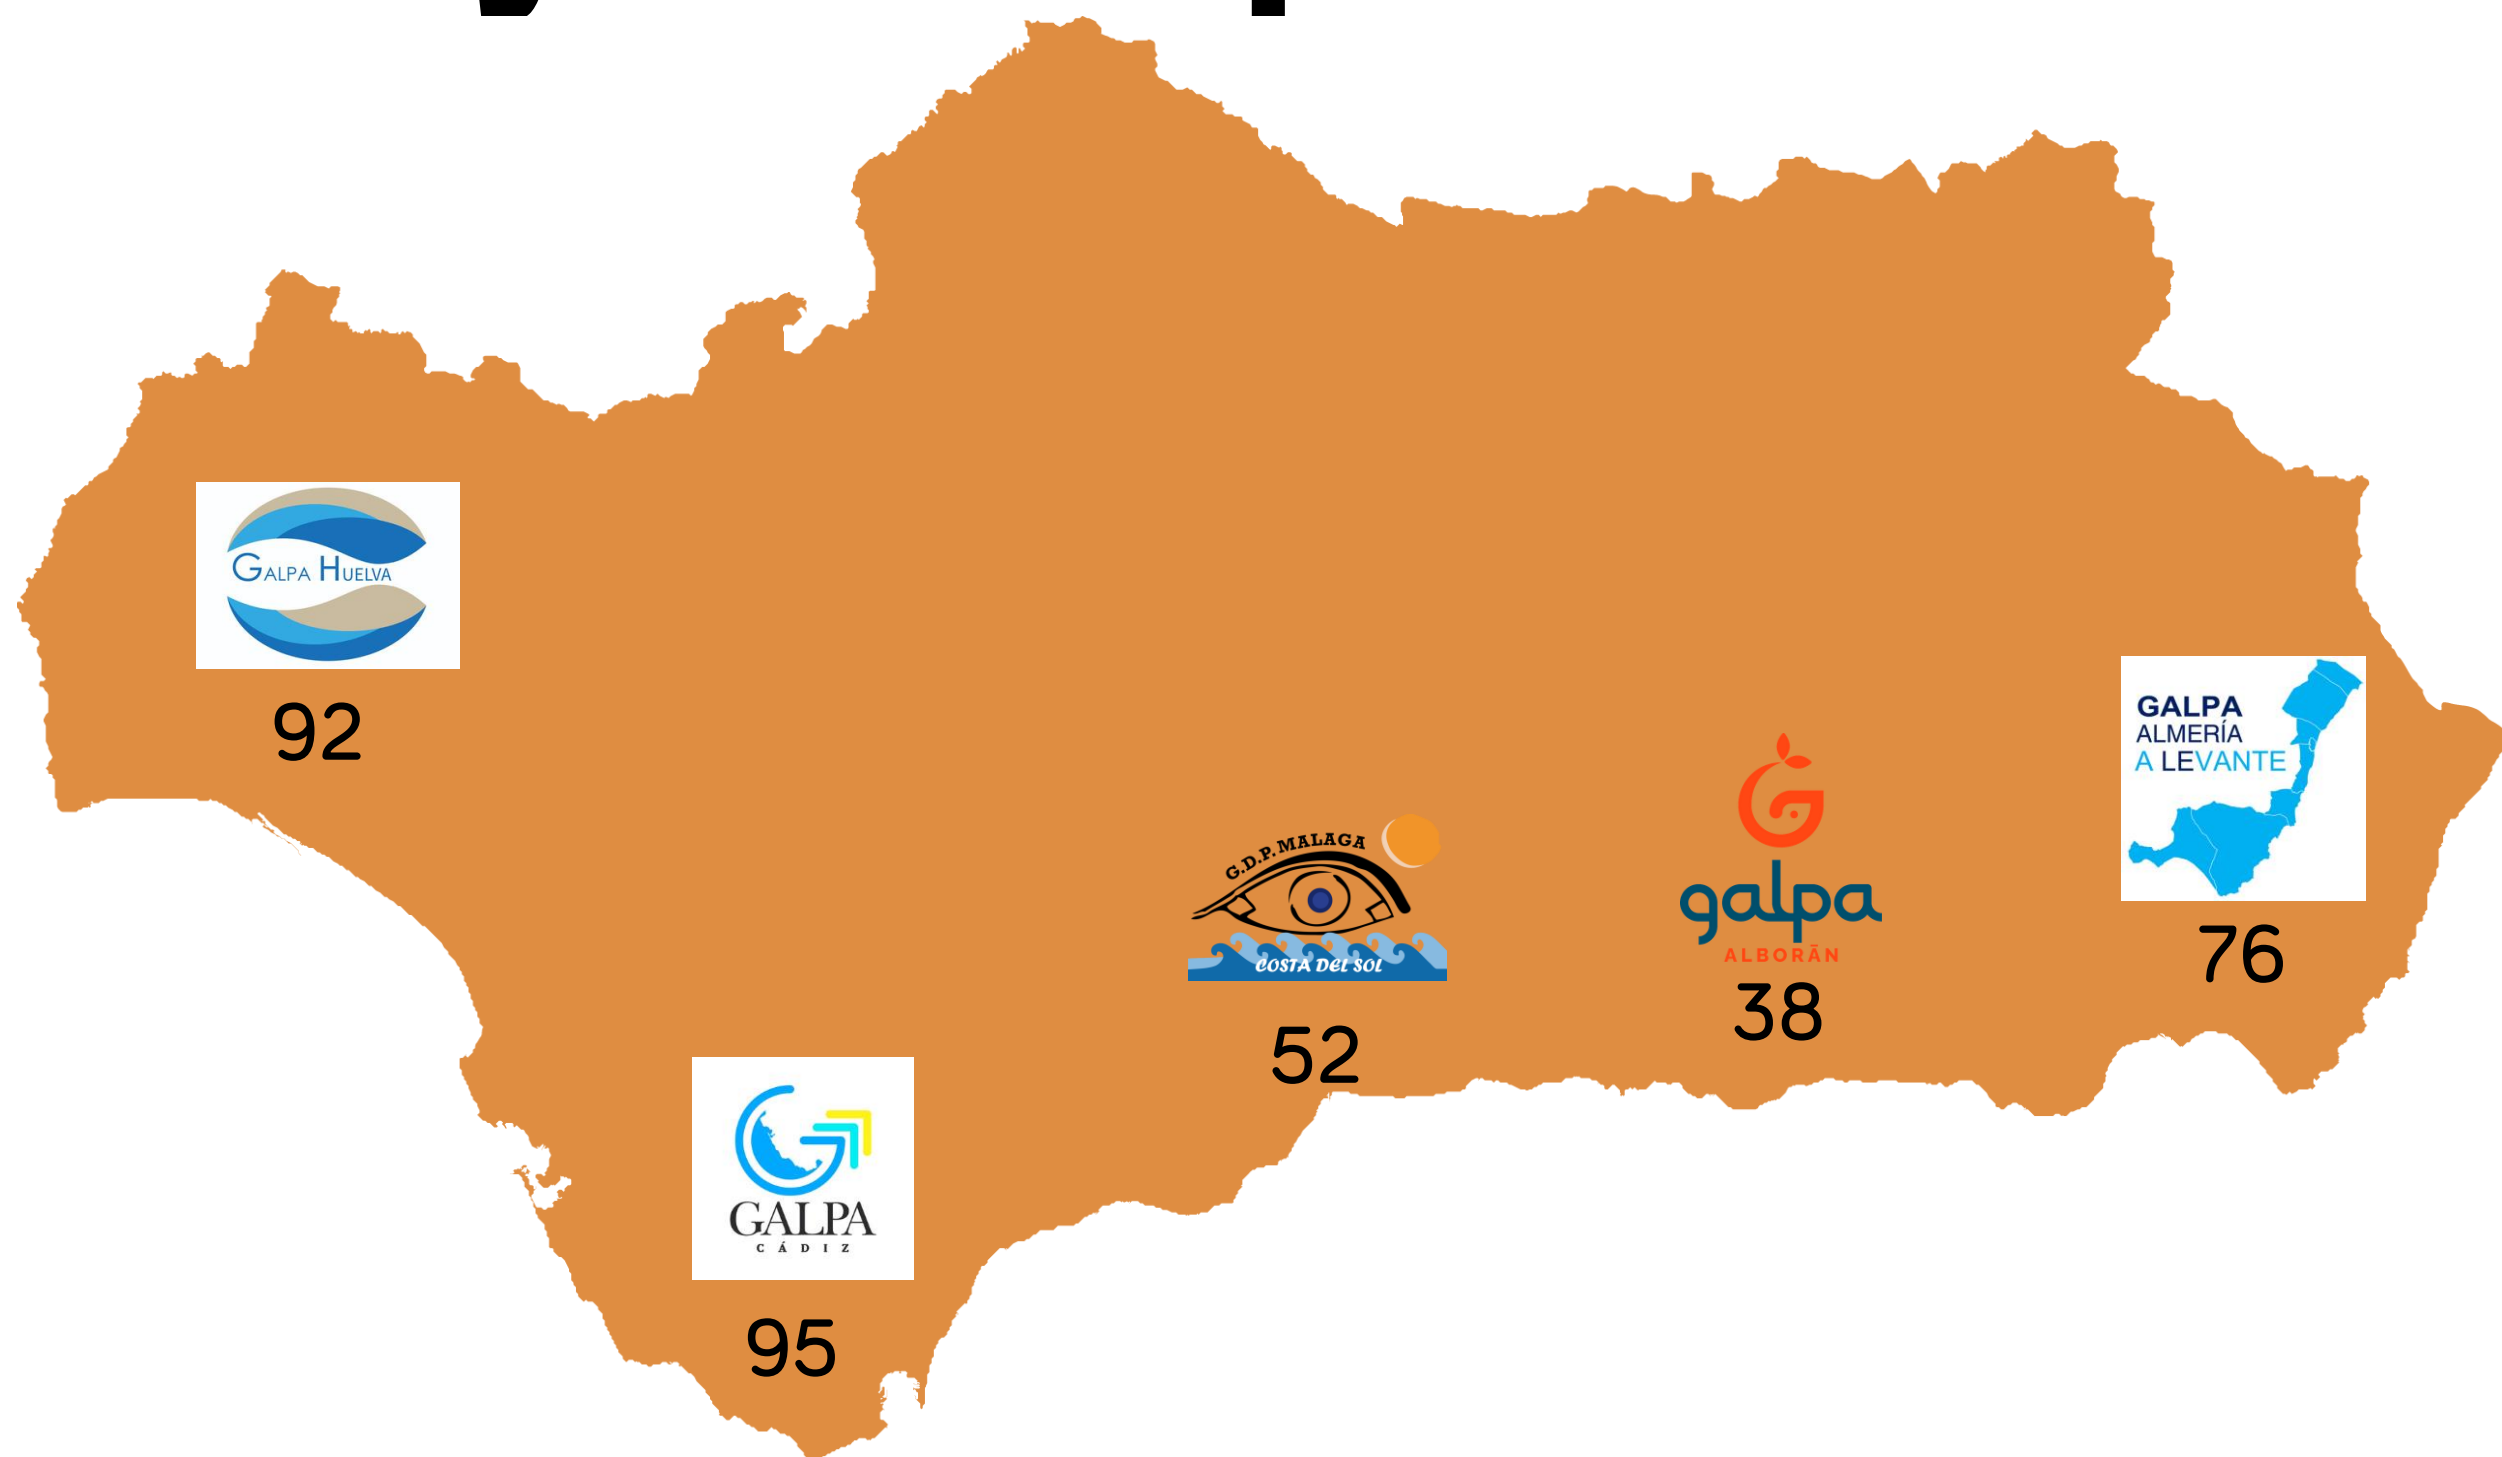 GALPA HUELVA
92
GALPA
CÁDIZ
95
G.D.P. MALAGA
COSTA DEL SOL
52
galpa
ALBORÁN
38
GALPA
ALMERÍA
A LEVANTE
76